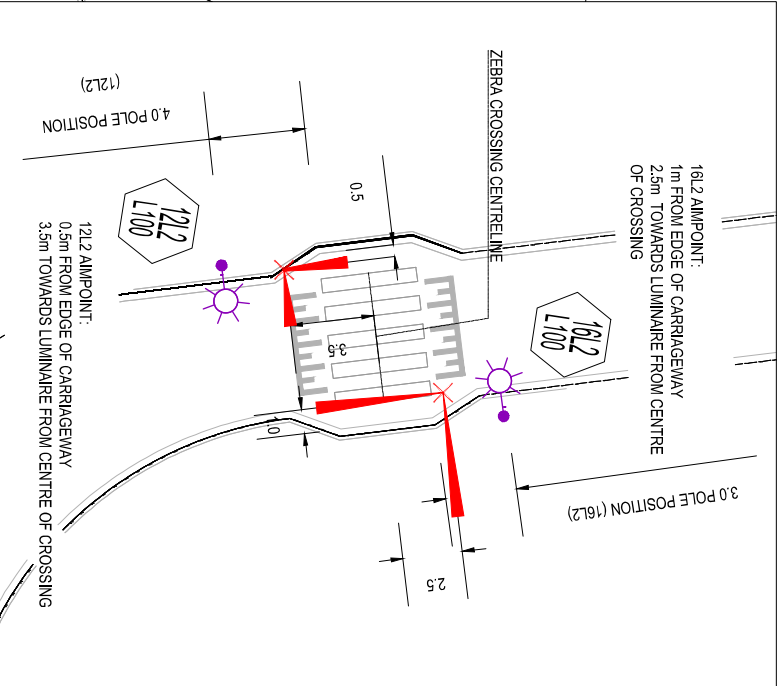 ZEBRA CROSSING CENTRELINE
16L2 AIMPOINT:
1m FROM EDGE OF CARRIAGEWAY
2.5m TOWARDS LUMINAIRE FROM CENTRE
OF CROSSING
16L2
L100
3.0 POLE POSITION (16L2)
4.0 POLE POSITION
(12L2)
12L2
L100
12L2 AIMPOINT:
0.5m FROM EDGE OF CARRIAGEWAY
3.5m TOWARDS LUMINAIRE FROM CENTRE OF CROSSING
0.5
3.5
1.0
2.5